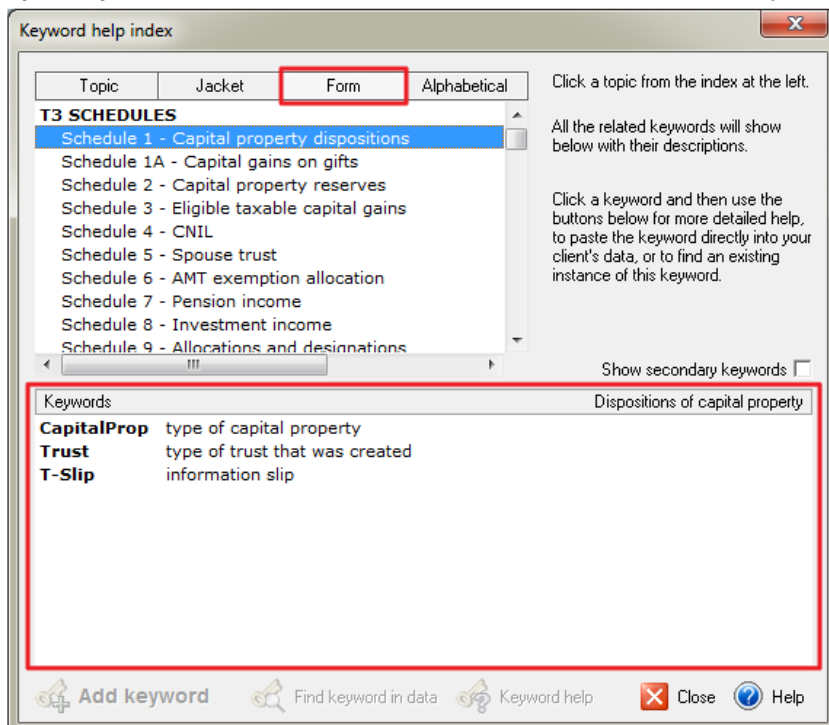 Keyword help index
x
Topic Jacket Form Alphabetical
T3 SCHEDULES
Schedule 1 - Capital property dispositions
Schedule 1A - Capital gains on gifts
Schedule 2 - Capital property reserves
Schedule 3 - Eligible taxable capital gains
Schedule 4 - CNIL
Schedule 5 - Spouse trust
Schedule 6 - AMT exemption allocation
Schedule 7 - Pension income
Schedule 8 - Investment income
Schedule 9 - Allocations and designations
Click a topic from the index at the left.
All the related keywords will show
below with their descriptions.
Click a keyword and then use the
buttons below for more detailed help,
to paste the keyword directly into your
client's data, or to find an existing
instance of this keyword.
Show secondary keywords
Keywords Dispositions of capital property
CapitalProp type of capital property
Trust type of trust that was created
T-Slip information slip
Add keyword Find keyword in data Keyword help Close Help